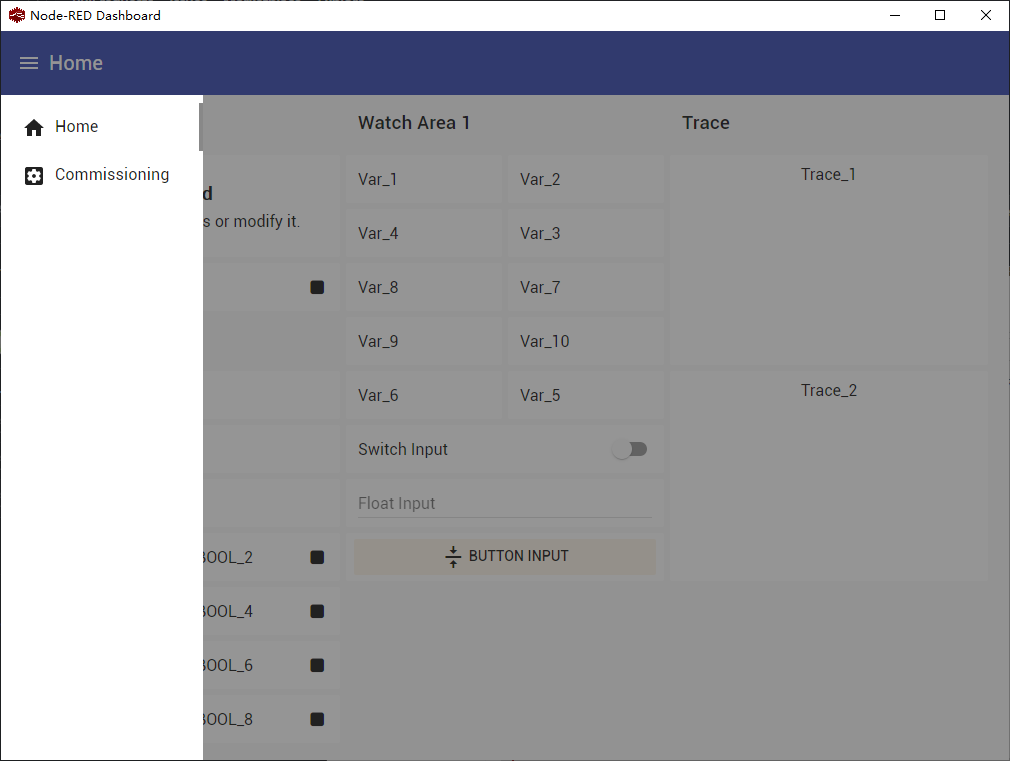 Node-RED Dashboard
Home
Home
Commissioning
Watch Area 1
Trace
d
s or modify it.
Var_1
Var_2
Trace_1
Var_4
Var_3
Var_8
Var_7
Var_9
Var_10
Var_6
Var_5
Trace_2
Switch Input
Float Input
BUTTON INPUT
BOOL_2
BOOL_4
BOOL_6
BOOL_8